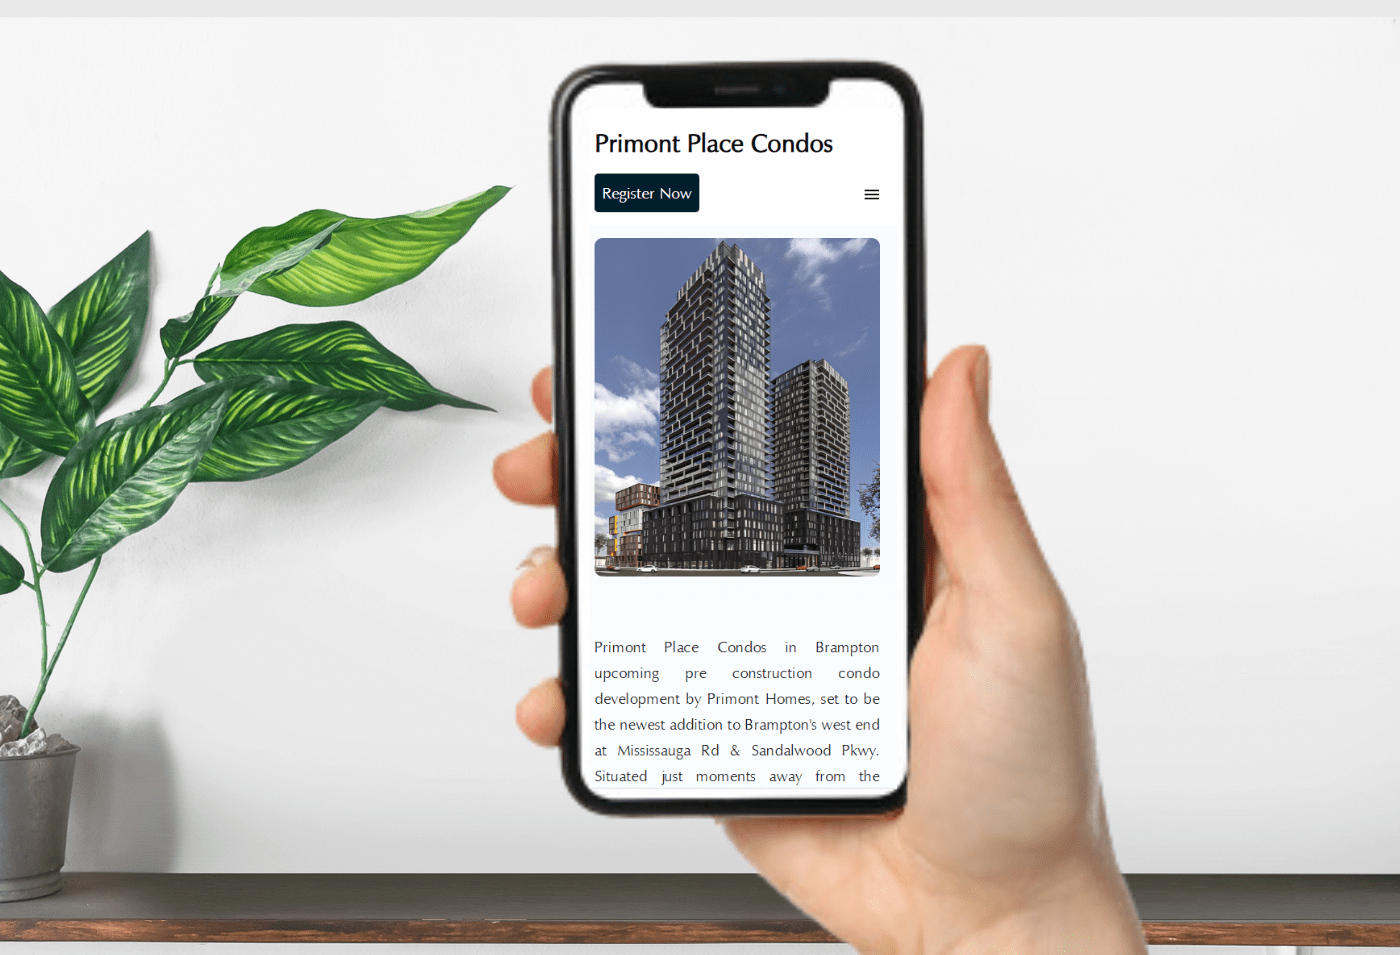 Primont Place Condos
Register Now
Primont Place Condos in Brampton
upcoming pre construction condo
development by Primont Homes, set to be
the newest addition to Brampton's west end
at Mississauga Rd & Sandalwood Pkwy.
Situated just moments away from the